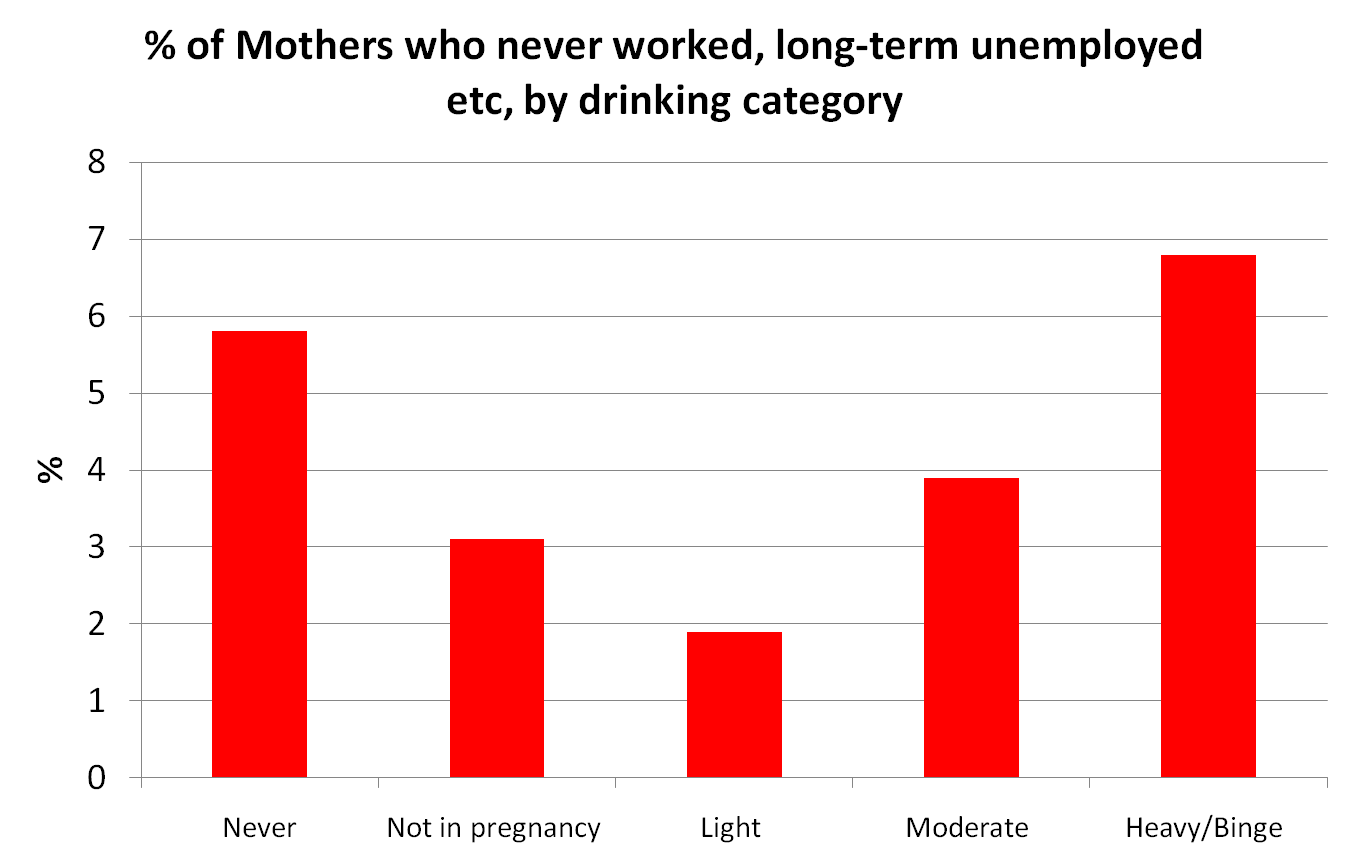 % of Mothers who never worked, long-term unemployed
etc, by drinking category
8
7
6
5
4
3
2
1
0
%
Never
Not in pregnancy
Light
Moderate
Heavy/Binge